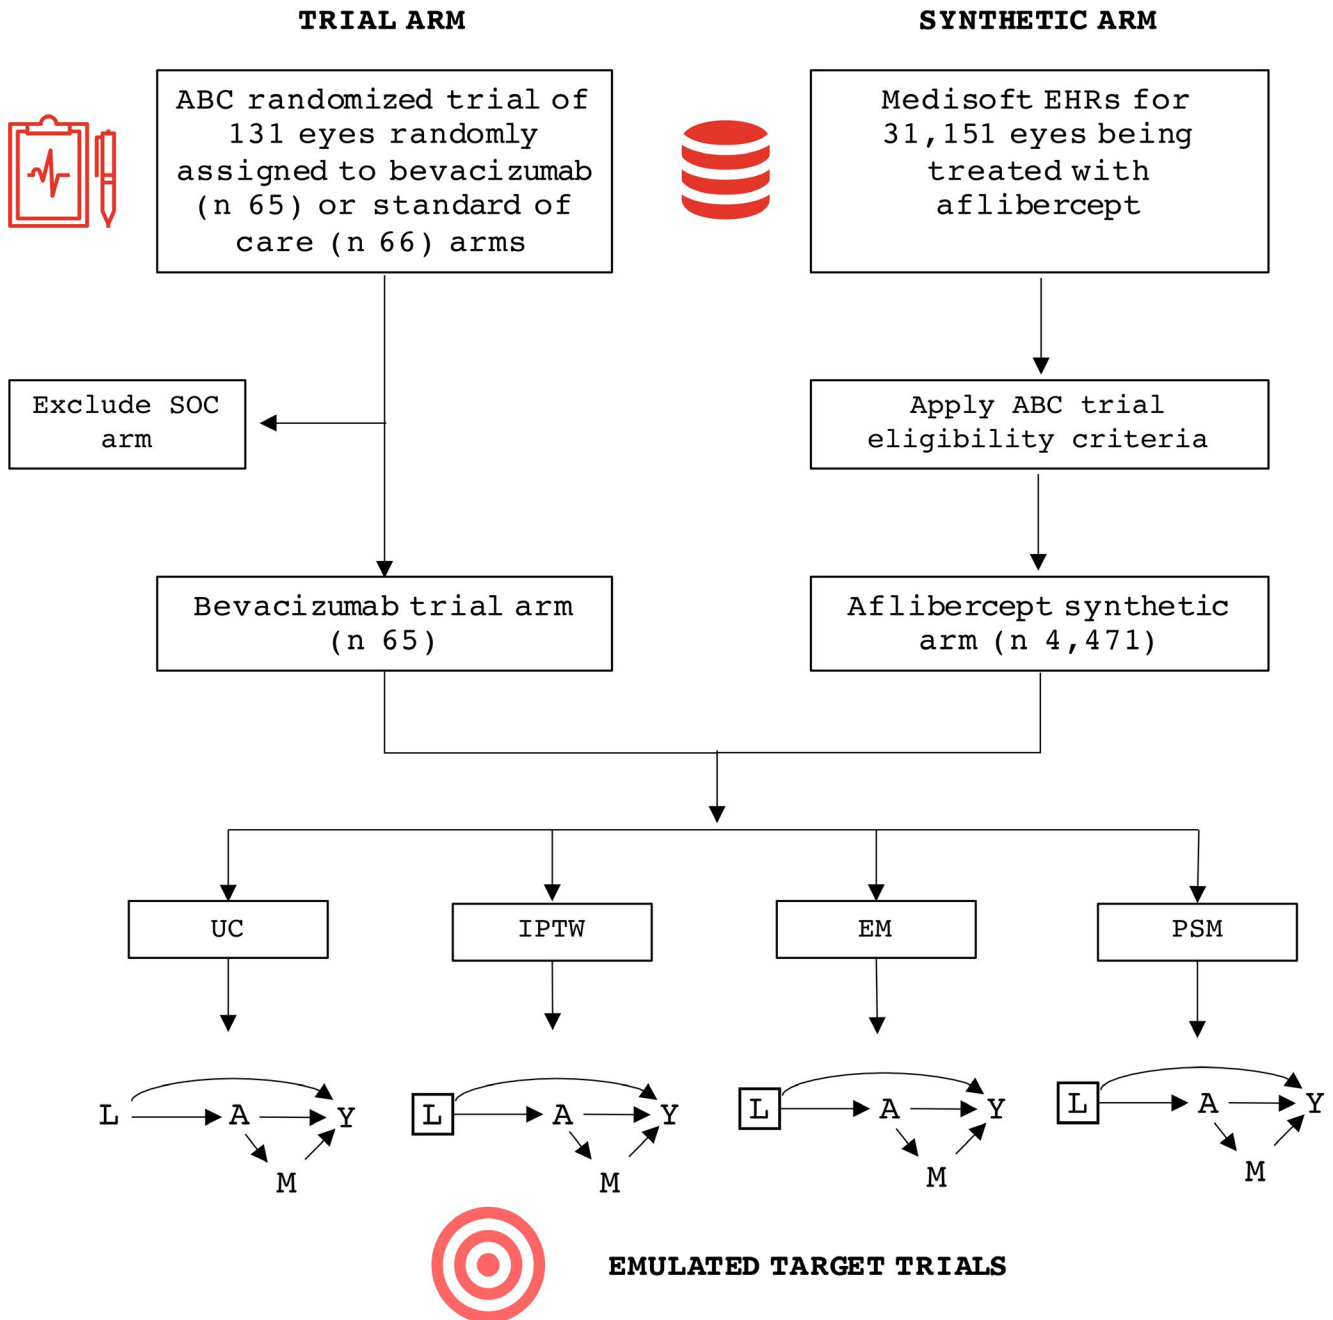 TRIAL ARM
SYNTHETIC ARM
ABC randomized trial of
131 eyes randomly
assigned to bevacizumab
(n 65) or standard of
care (n 66) arms
Medisoft EHRs for
31,151 eyes being
treated with
aflibercept
Exclude SOC
arm
Apply ABC trial
eligibility criteria
Bevacizumab trial arm
(n 65)
Aflibercept synthetic
arm (n 4,471)
UC
IPTW
EM
PSM
L A Y
M
L A Y
M
L A Y
M
L A Y
M
EMULATED TARGET TRIALS